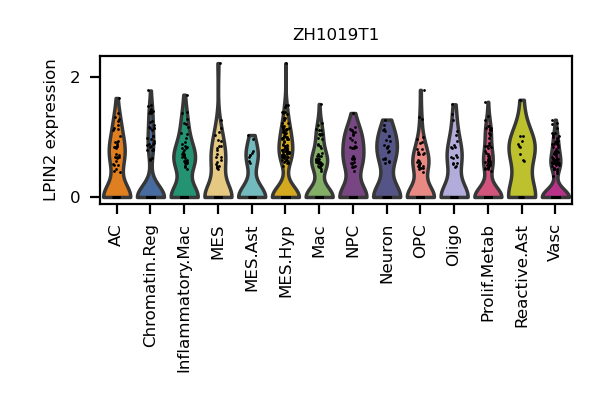 ZH1019T1
LPIN2 expression
2
0
AC
Chromatin.Reg
Inflammatory.Mac
MES
MES.Ast
MES.Hyp
Mac
NPC
Neuron
OPC
Oligo
Prolif.Metab
Reactive.Ast
Vasc